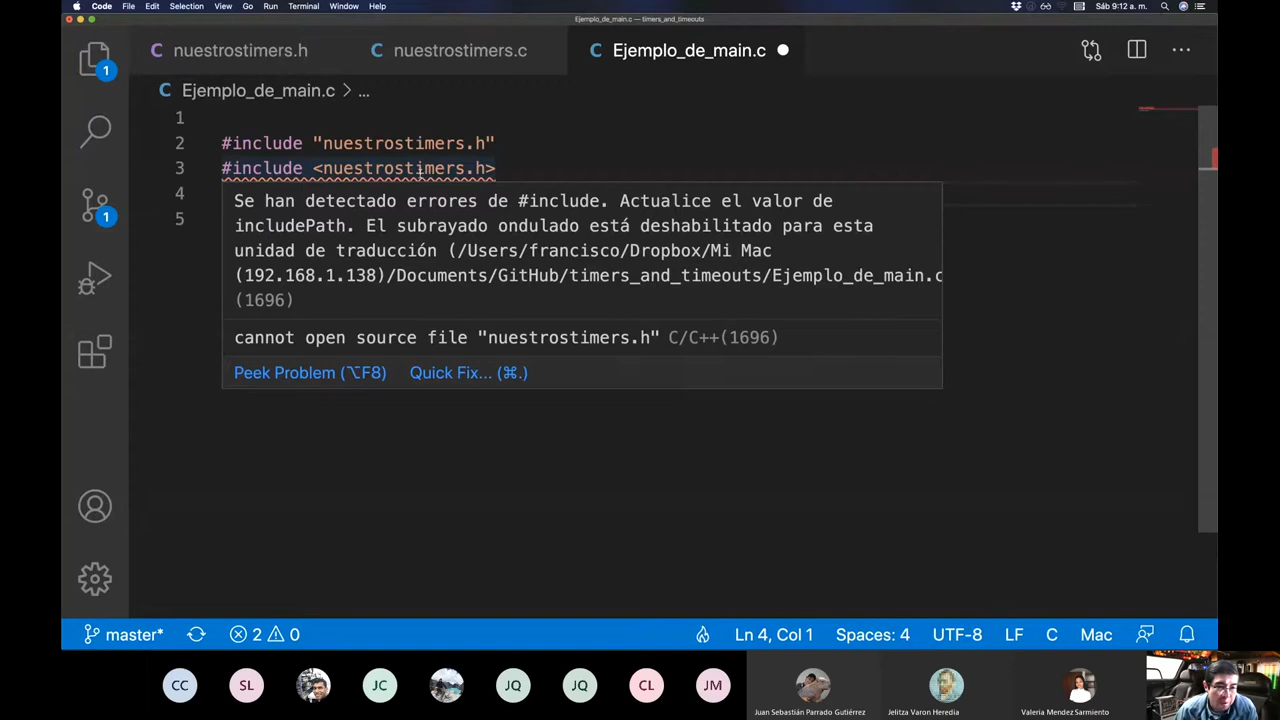 Code File Edit Selection View Go Run Terminal Window Help
Sáb 9:12 a. m.
Ejemplo_de_main.c — timers_and_timeouts
C nuestrostimers.h
C nuestrostimers.c
C Ejemplo_de_main.c
1
C Ejemplo_de_main.c > ...
1
2 #include "nuestrostimers.h"
3 #include <nuestrostimers.h>
4
5
Se han detectado errores de #include. Actualice el valor de
includePath. El subrayado ondulado está deshabilitado para esta
unidad de traducción (/Users/francisco/Dropbox/Mi Mac
(192.168.1.138)/Documents/GitHub/timers_and_timeouts/Ejemplo_de_main.c
(1696)
cannot open source file "nuestrostimers.h" C/C++(1696)
Peek Problem (⌥F8) Quick Fix... (⌘.)
1
master* 2 0 Ln 4, Col 1 Spaces: 4 UTF-8 LF C Mac
CC SL JC JQ JQ CL JM
Juan Sebastián Parrado Gutiérrez
Jelitza Varon Heredia
Valeria Mendez Sarmiento